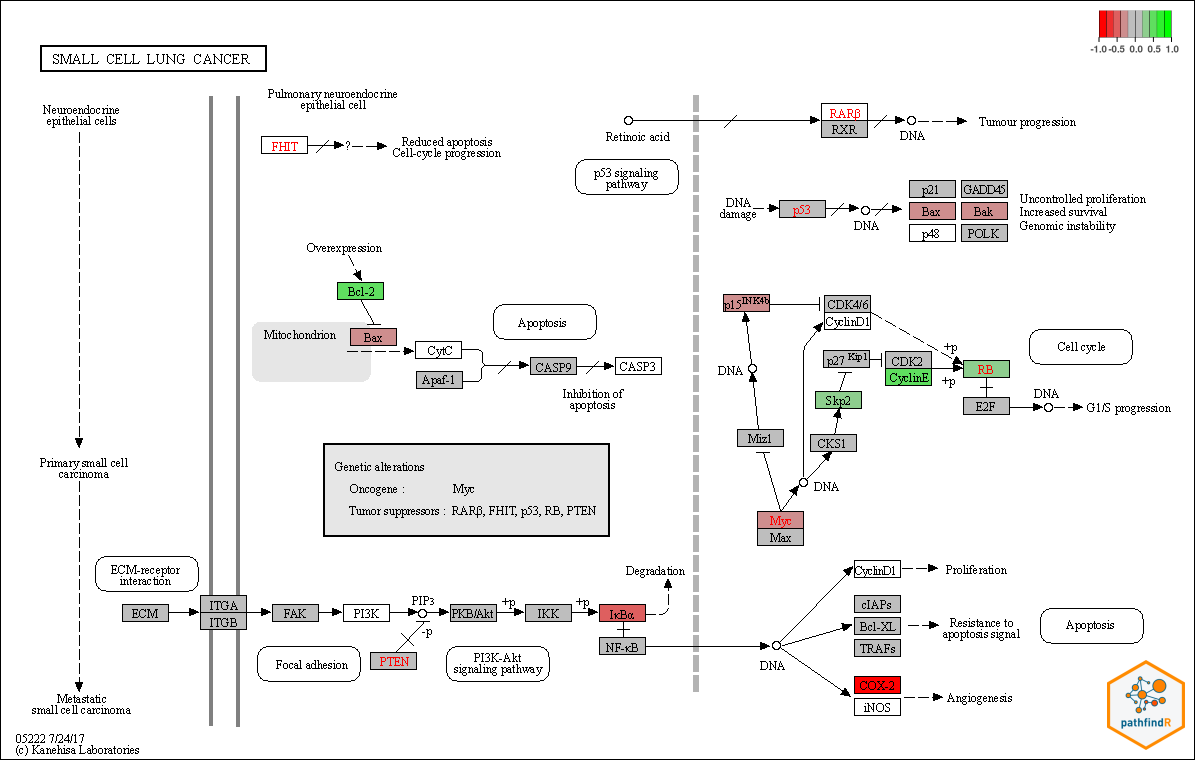 -1.0 -0.5 0.0 0.5 1.0
SMALL CELL LUNG CANCER
Neuroendocrine
epithelial cells
Pulmonary neuroendocrine
epithelial cell
FHIT
?
Reduced apoptosis
Cell-cycle progression
Retinoic acid
RARβ
RXR
DNA
Tumour progression
p53 signaling
pathway
DNA
damage
p53
DNA
p21
GADD45
Bax
Bak
p48
POLK
Uncontrolled proliferation
Increased survival
Genomic instability
Overexpression
Bcl-2
Mitochondrion
Bax
CytC
Apaf-1
Apoptosis
CASP9
CASP3
Inhibition of
apoptosis
p15INK4b
CDK4/6
CyclinD1
Cell cycle
DNA
p27 Kip1
CDK2
CyclinE
+p
+p
RB
Skp2
E2F
DNA
G1/S progression
Miz1
CKS1
DNA
Myc
Max
Primary small cell
carcinoma
Genetic alterations
Oncogene : Myc
Tumor suppressors : RARβ, FHIT, p53, RB, PTEN
ECM-receptor
interaction
ECM
ITGA
ITGB
FAK
PI3K
PIP3
-p
PTEN
PKB/Akt
+p
IKK
+p
IκBα
NF-κB
Degradation
Focal adhesion
PI3K-Akt
signaling pathway
DNA
CyclinD1
Proliferation
cIAPs
Bcl-XL
TRAFs
Resistance to
apoptosis signal
Apoptosis
COX-2
iNOS
Angiogenesis
Metastatic
small cell carcinoma
pathfindR
05222 7/24/17
(c) Kanehisa Laboratories